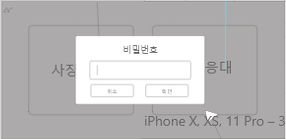 비밀번호
사장
응대
취소
확인
iPhone X, XS, 11 Pro – 3